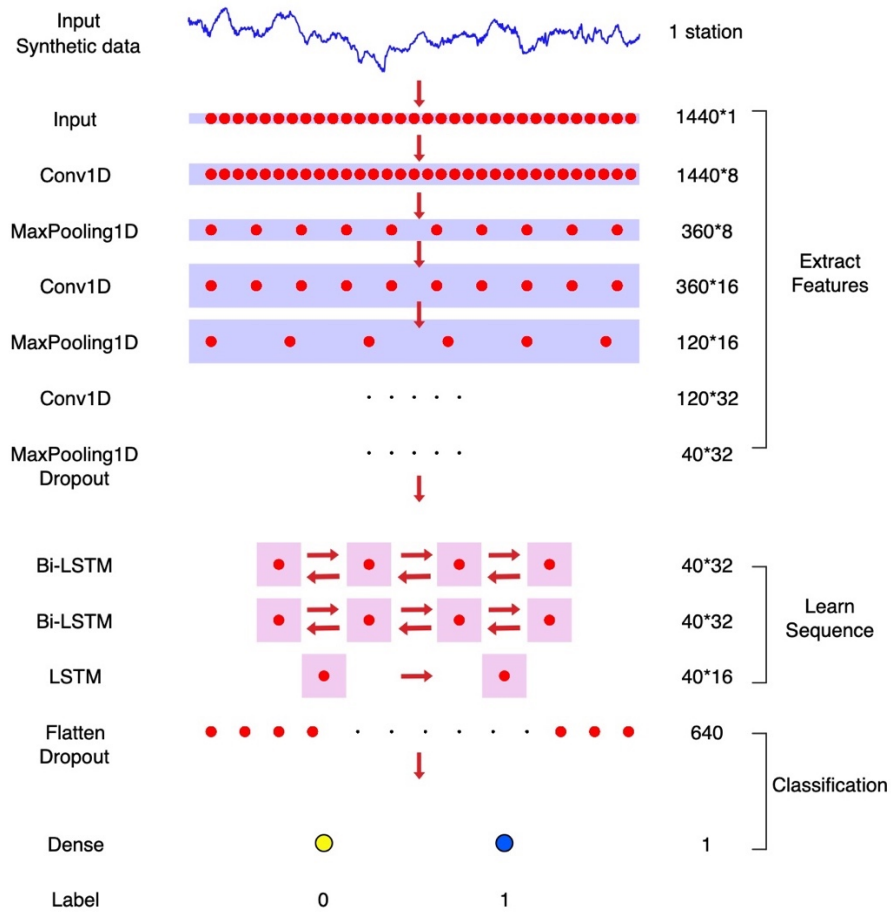 Input
Synthetic data
1 station
Input
1440*1
Conv1D
1440*8
MaxPooling1D
360*8
Conv1D
360*16
Extract
Features
MaxPooling1D
120*16
Conv1D
120*32
MaxPooling1D
Dropout
40*32
Bi-LSTM
40*32
Bi-LSTM
40*32
Learn
Sequence
LSTM
40*16
Flatten
Dropout
640
Classification
Dense
1
Label
0
1